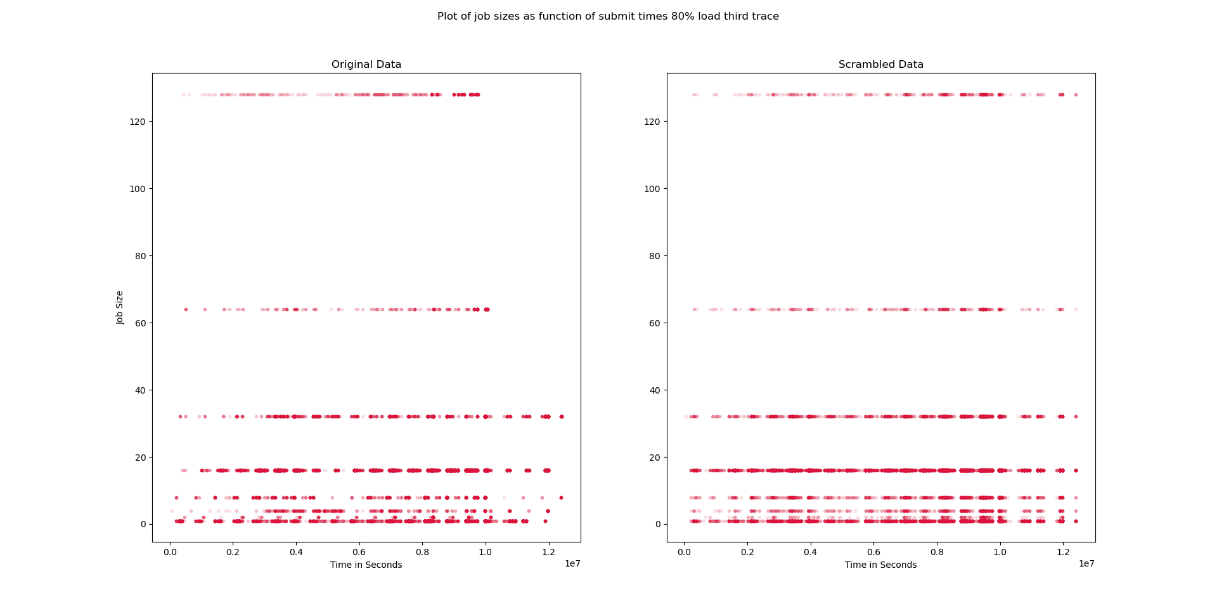 Plot of job sizes as function of submit times 80% load third trace
Original Data
120
100
80
60
40
20
0
Job Size
0.0 0.2 0.4 0.6 0.8 1.0 1.2
1e7
Time in Seconds
Scrambled Data
120
100
80
60
40
20
0
0.0 0.2 0.4 0.6 0.8 1.0 1.2
1e7
Time in Seconds